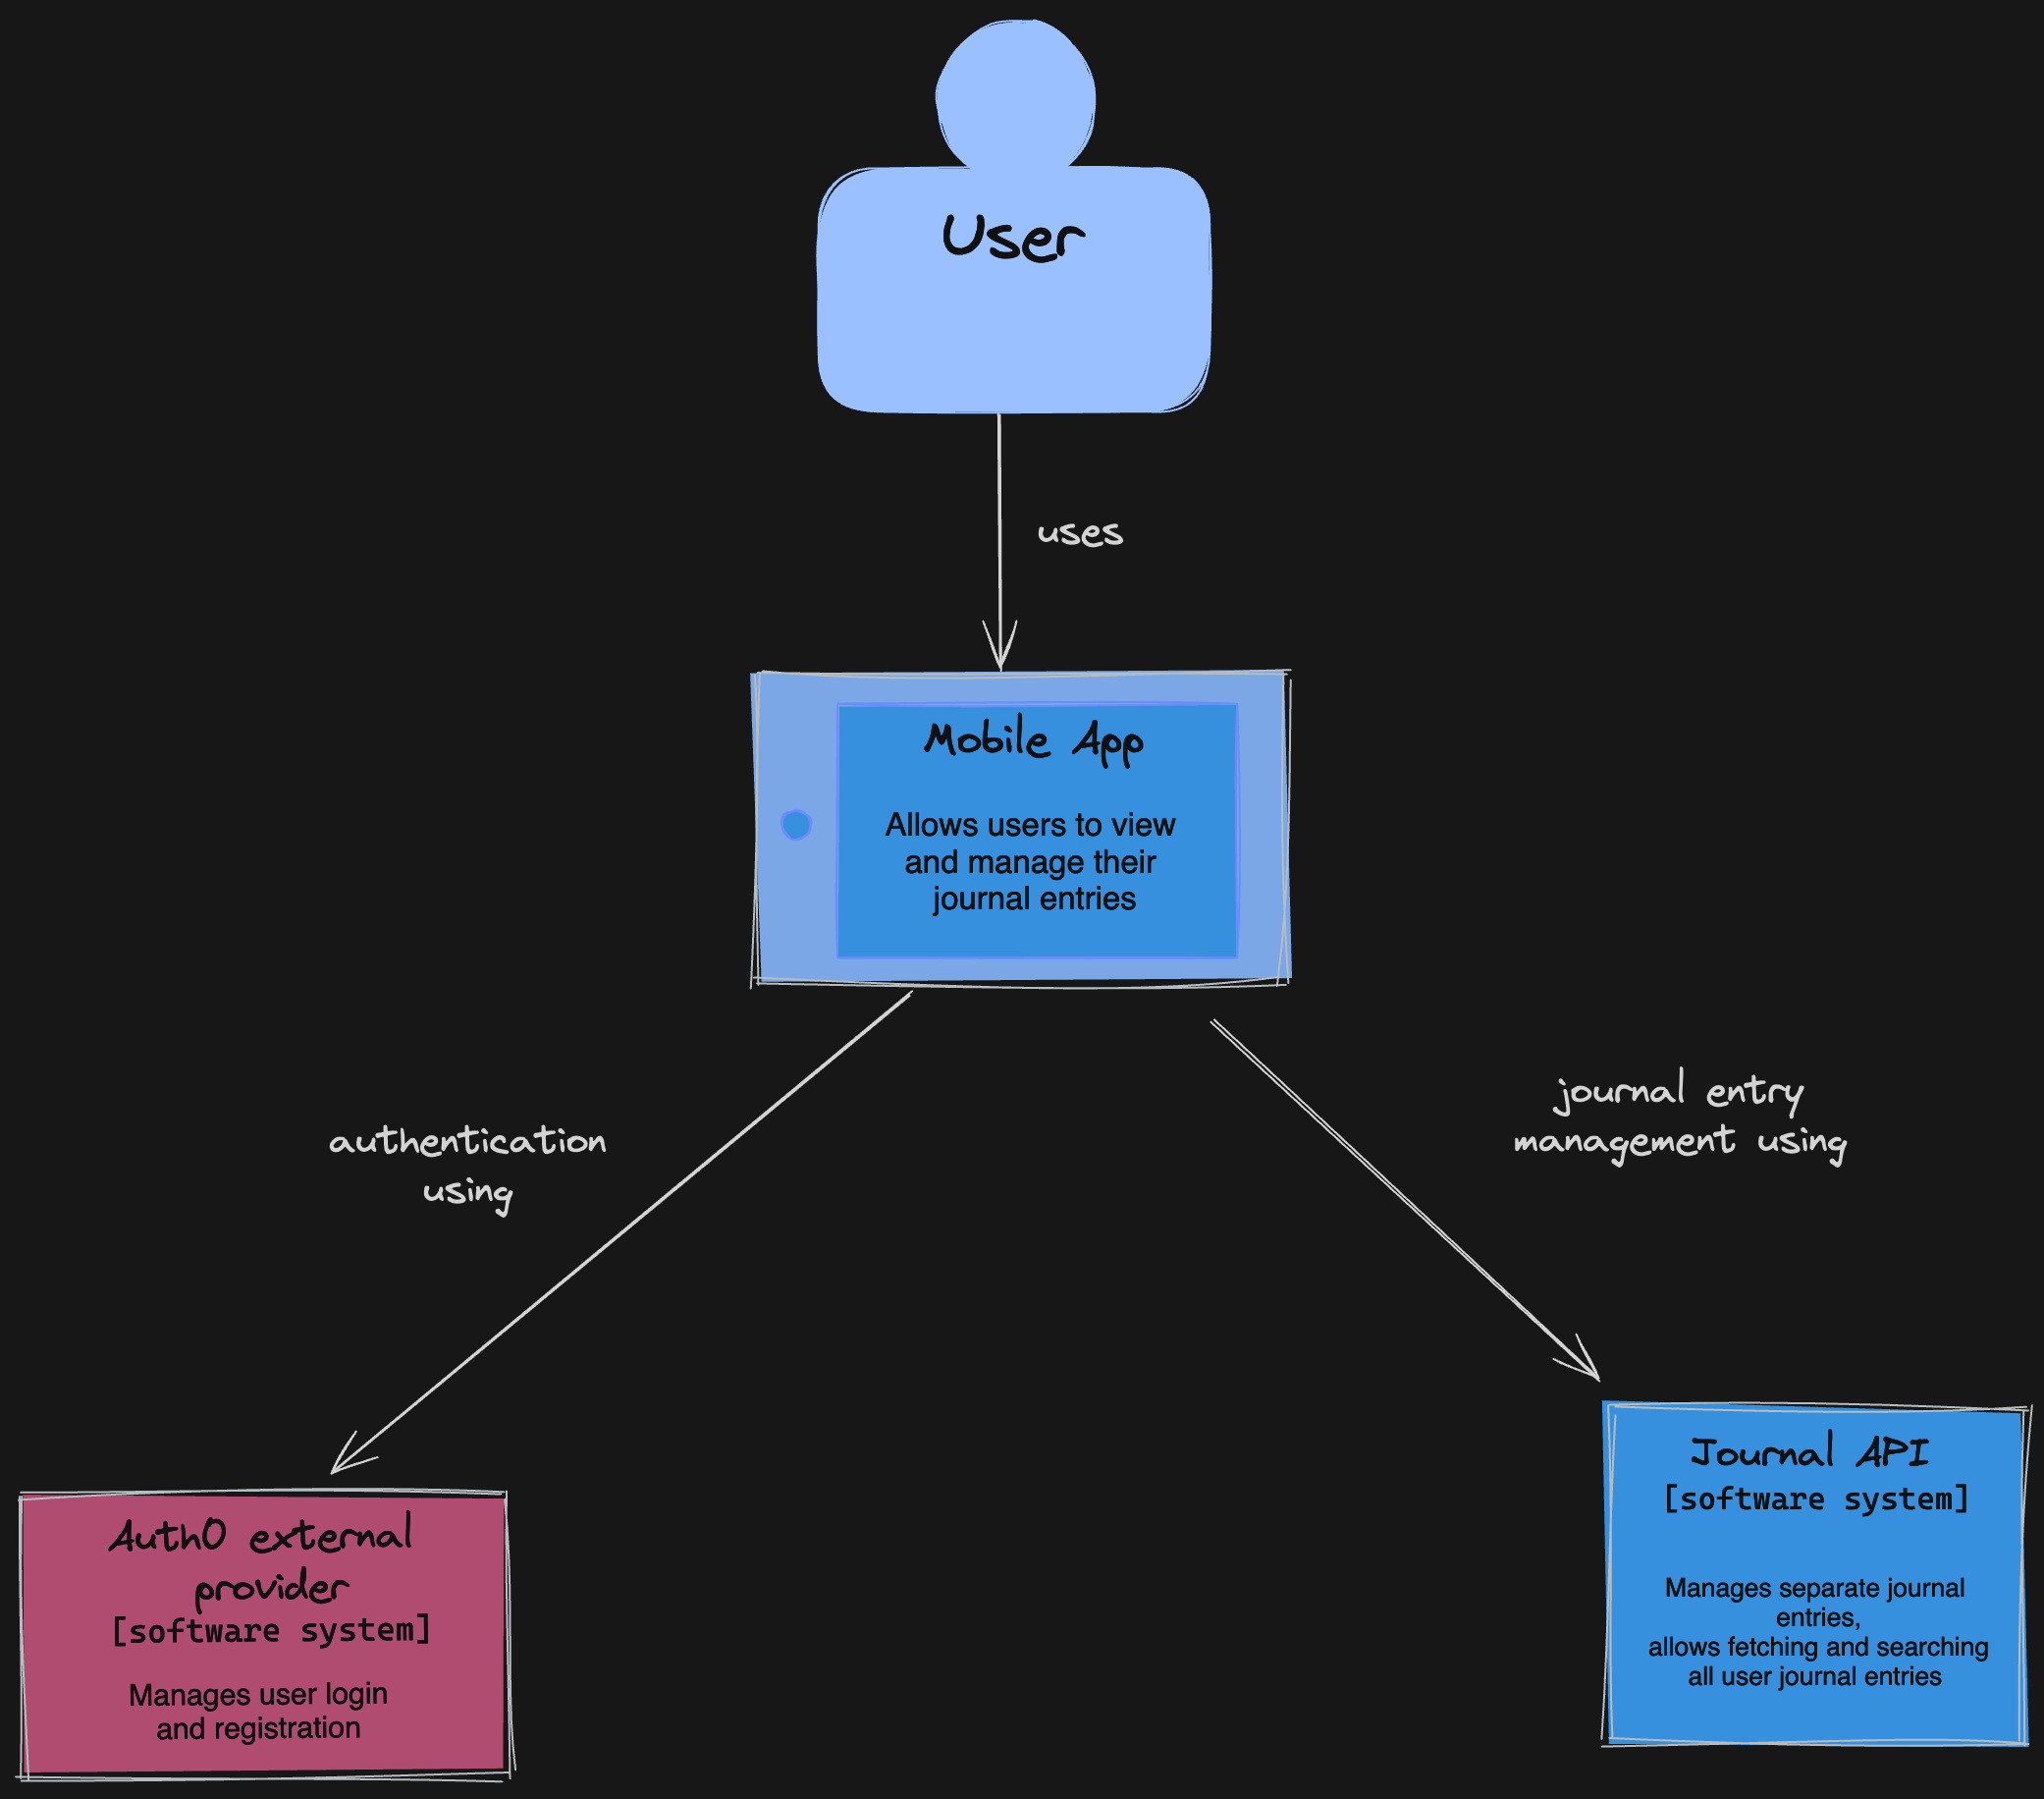 User
uses
Mobile App
Allows users to view
and manage their
journal entries
authentication
using
journal entry
management using
Auth0 external
provider
[software system]
Manages user login
and registration
Journal API
[software system]
Manages separate journal
entries,
allows fetching and searching
all user journal entries